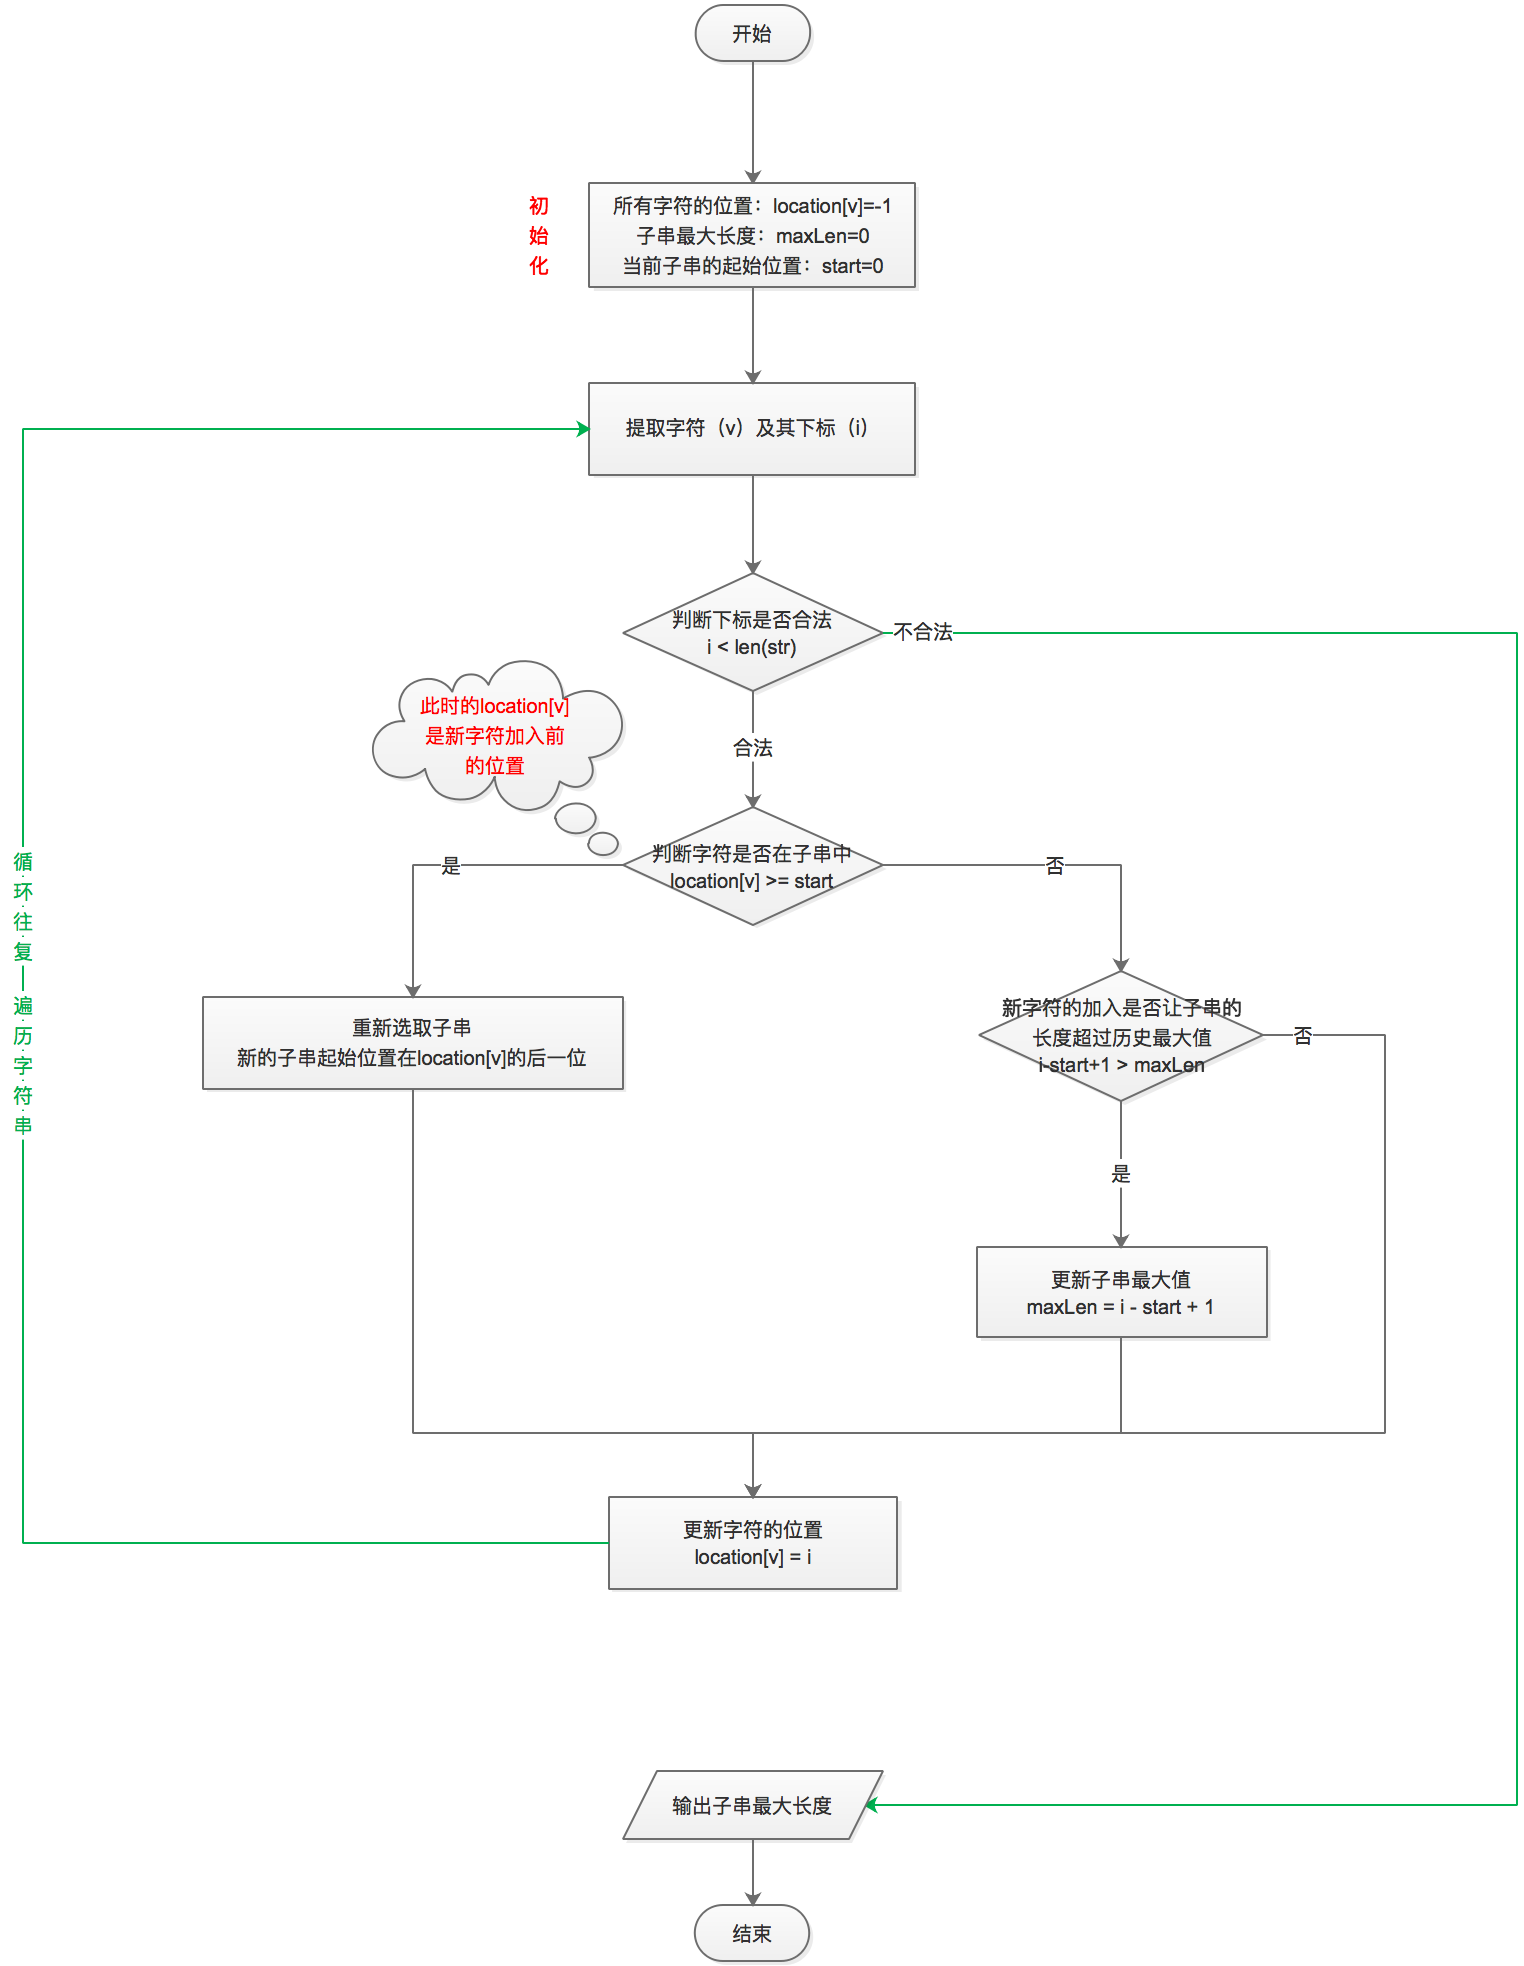 开始
初
始
化
所有字符的位置：location[v]=-1
子串最大长度：maxLen=0
当前子串的起始位置：start=0
提取字符（v）及其下标（i）
判断下标是否合法
i < len(str)
不合法
此时的location[v]
是新字符加入前
的位置
合法
判断字符是否在子串中
location[v] >= start
是
否
循
环
往
复
—
遍
历
字
符
串
重新选取子串
新的子串起始位置在location[v]的后一位
新字符的加入是否让子串的
长度超过历史最大值
i-start+1 > maxLen
否
是
更新子串最大值
maxLen = i - start + 1
更新字符的位置
location[v] = i
输出子串最大长度
结束